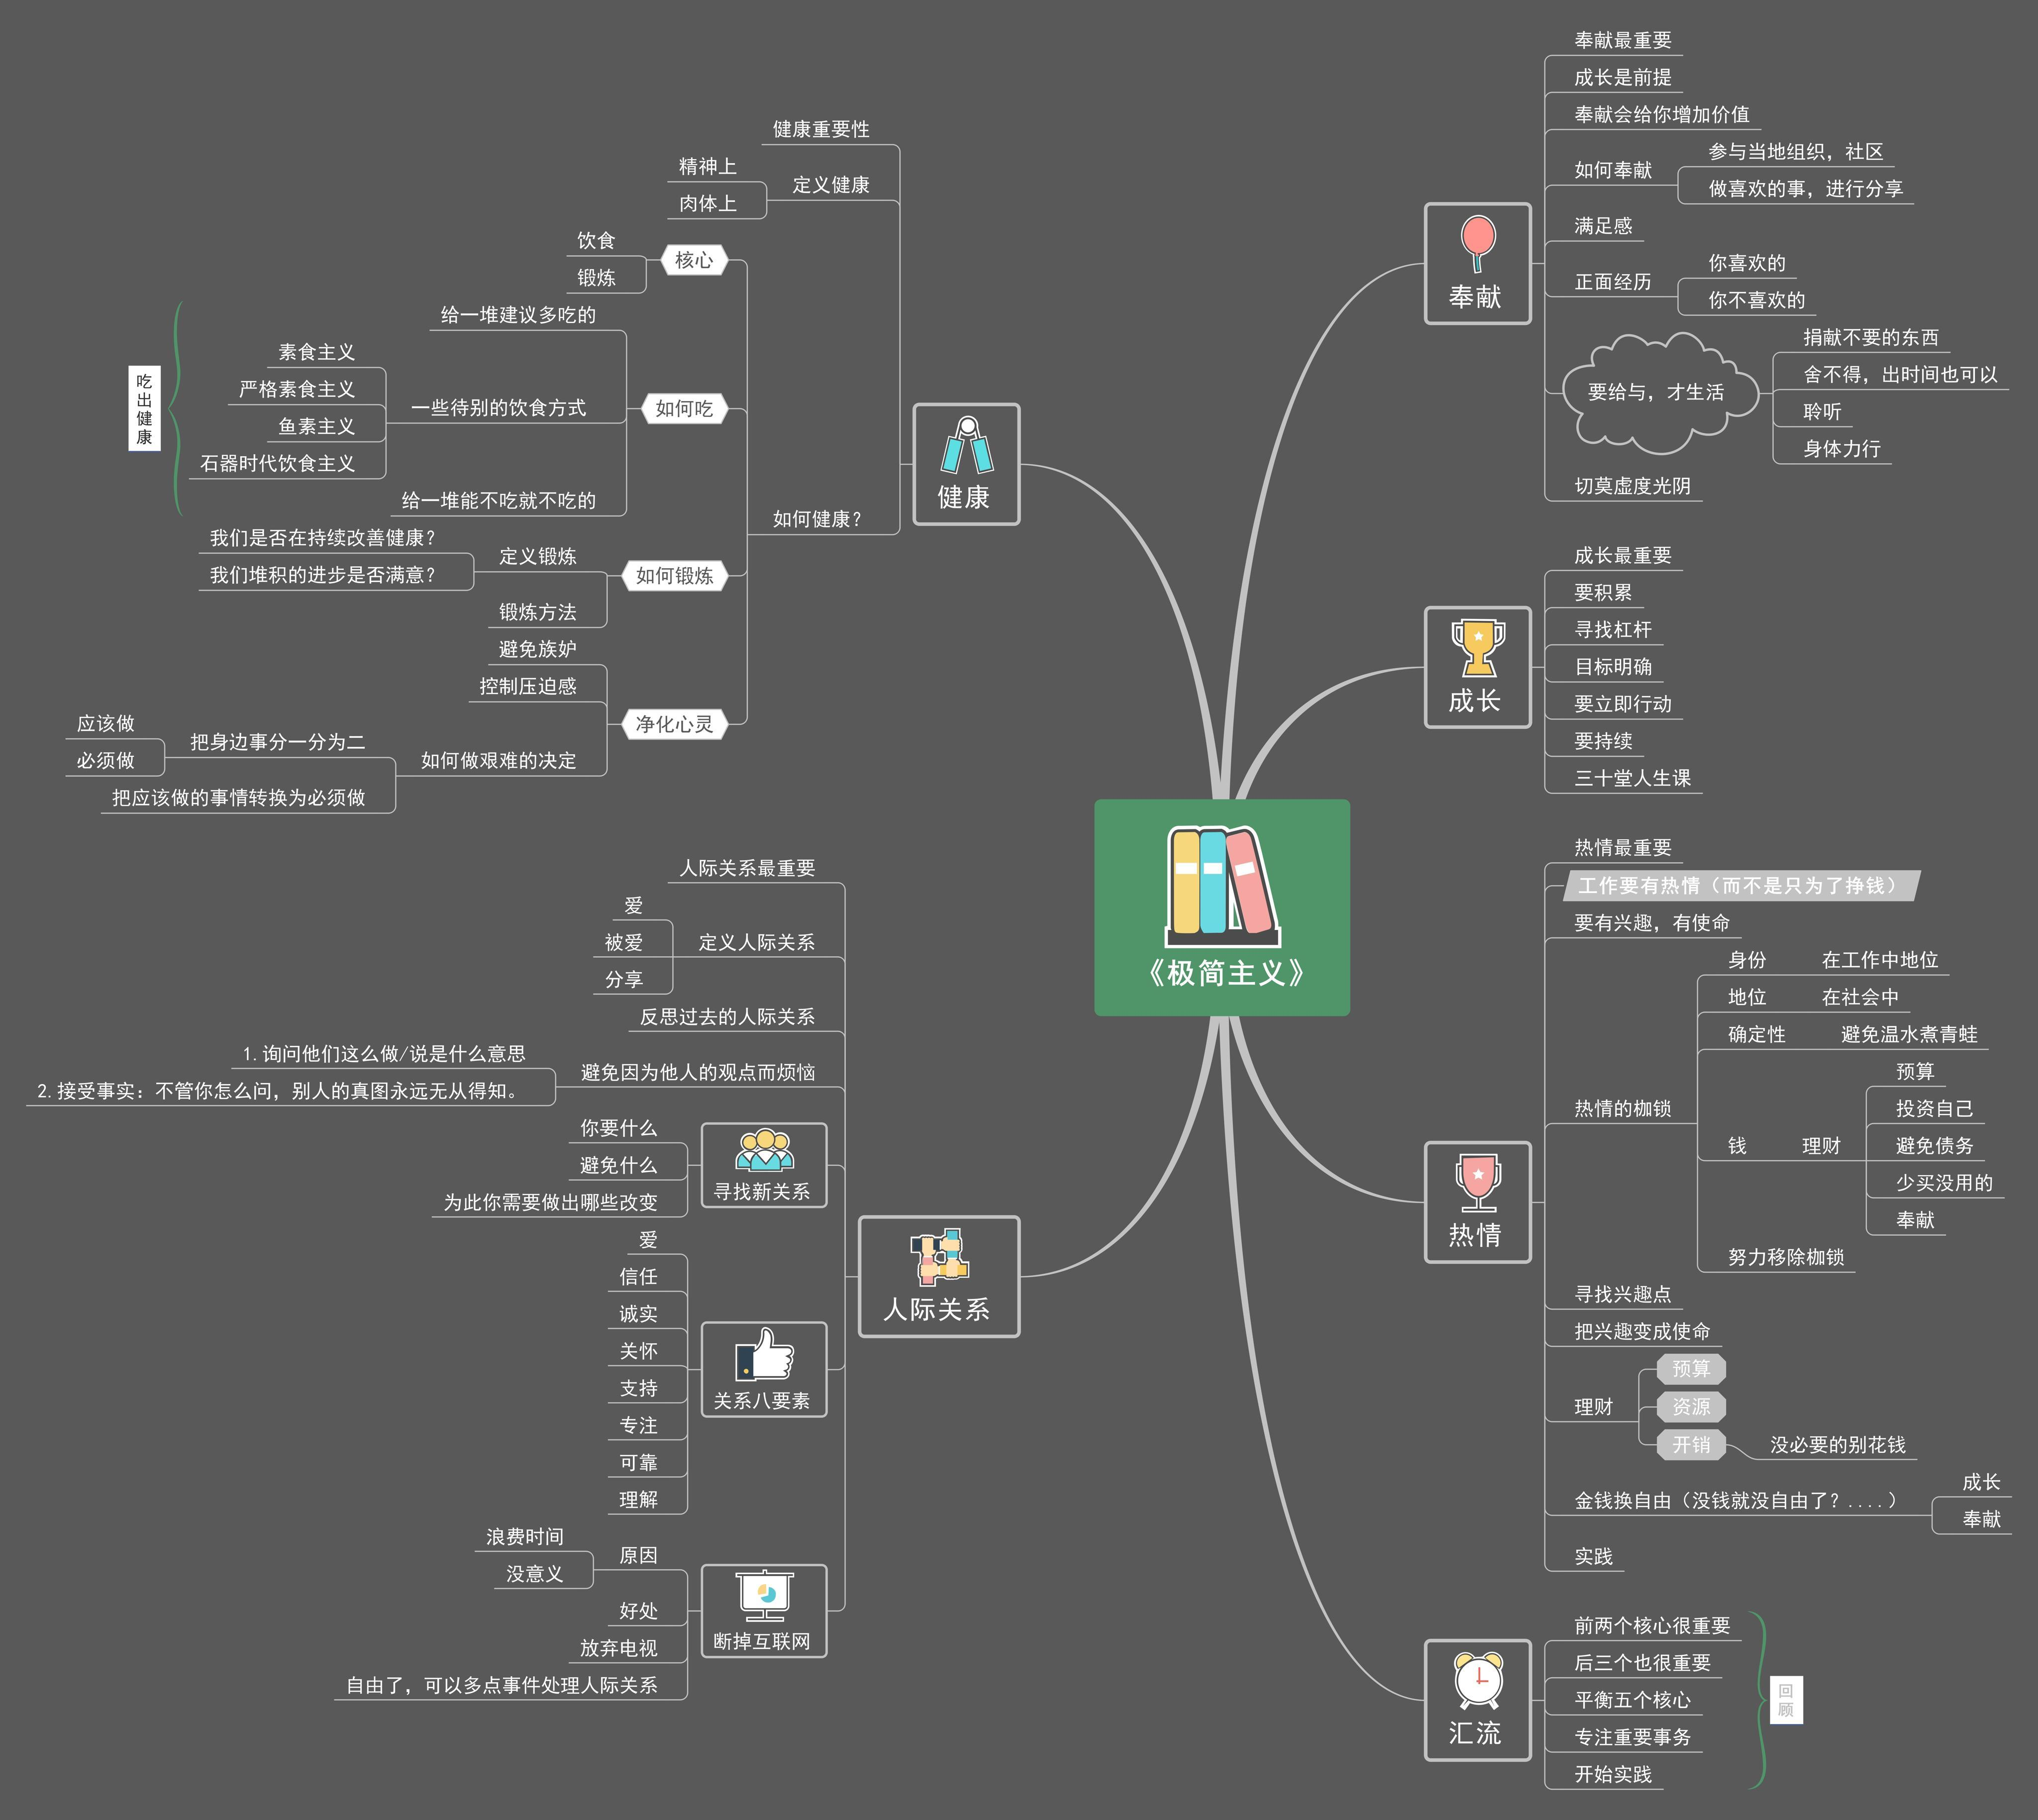 《极简主义》
奉献
奉献最重要
成长是前提
奉献会给你增加价值
如何奉献
参与当地组织，社区
做喜欢的事，进行分享
满足感
正面经历
你喜欢的
你不喜欢的
要给与，才生活
捐献不要的东西
舍不得，出时间也可以
聆听
身体力行
切莫虚度光阴
成长
成长最重要
要积累
寻找杠杆
目标明确
要立即行动
要持续
三十堂人生课
热情
热情最重要
工作要有热情（而不是只为了挣钱）
要有兴趣，有使命
热情的枷锁
身份
在工作中地位
地位
在社会中
确定性
避免温水煮青蛙
钱
理财
预算
投资自己
避免债务
少买没用的
奉献
努力移除枷锁
寻找兴趣点
把兴趣变成使命
理财
预算
资源
开销
没必要的别花钱
金钱换自由（没钱就没自由了？....）
成长
奉献
实践
汇流
前两个核心很重要
后三个也很重要
平衡五个核心
专注重要事务
开始实践
回顾
健康
健康重要性
定义健康
精神上
肉体上
如何健康？
核心
饮食
锻炼
如何吃
给一堆建议多吃的
一些待别的饮食方式
素食主义
严格素食主义
鱼素主义
石器时代饮食主义
给一堆能不吃就不吃的
吃出健康
如何锻炼
定义锻炼
我们是否在持续改善健康？
我们堆积的进步是否满意？
锻炼方法
净化心灵
避免族妒
控制压迫感
如何做艰难的决定
把身边事分一分为二
应该做
必须做
把应该做的事情转换为必须做
人际关系
人际关系最重要
定义人际关系
爱
被爱
分享
反思过去的人际关系
避免因为他人的观点而烦恼
1.询问他们这么做/说是什么意思
2.接受事实：不管你怎么问，别人的真图永远无从得知。
寻找新关系
你要什么
避免什么
为此你需要做出哪些改变
关系八要素
爱
信任
诚实
关怀
支持
专注
可靠
理解
断掉互联网
原因
浪费时间
没意义
好处
放弃电视
自由了，可以多点事件处理人际关系